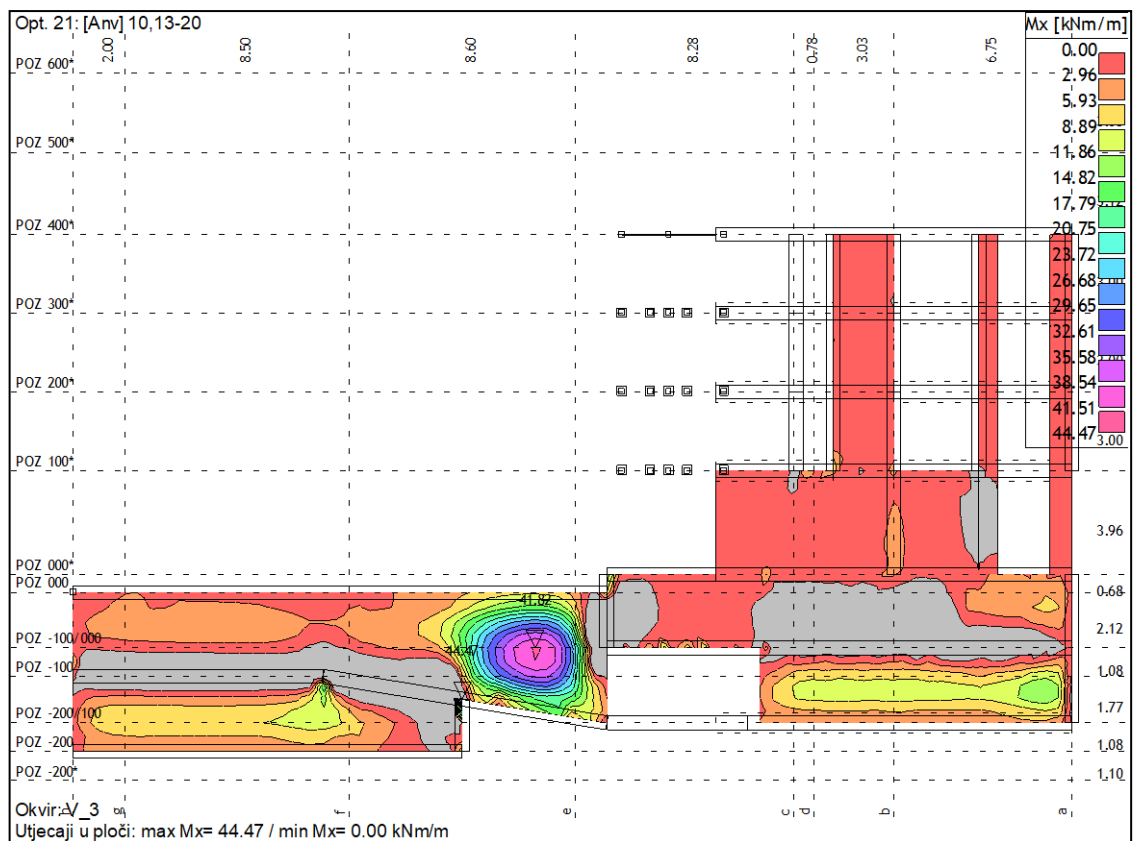 Opt. 21: [Anv] 10,13-20
Mx [kNm/m]
2.00
8.50
8.60
8.28
0.78
3.03
6.75
0.00
2.96
5.93
8.89
11.86
14.82
17.79
20.75
23.72
26.68
29.65
32.61
35.58
38.54
41.51
44.47
POZ 600*
POZ 500*
POZ 400*
POZ 300*
POZ 200*
POZ 100*
3.00
3.96
POZ 000*
POZ 000
0.68
41.82
2.12
POZ -100/000
44.47
POZ -100
1.08
1.77
POZ -200/100
POZ -200
1.08
POZ -200*
1.10
h
g
f
e
c
d
b
a
Okvir: V_3
Utjecaji u ploči: max Mx= 44.47 / min Mx= 0.00 kNm/m